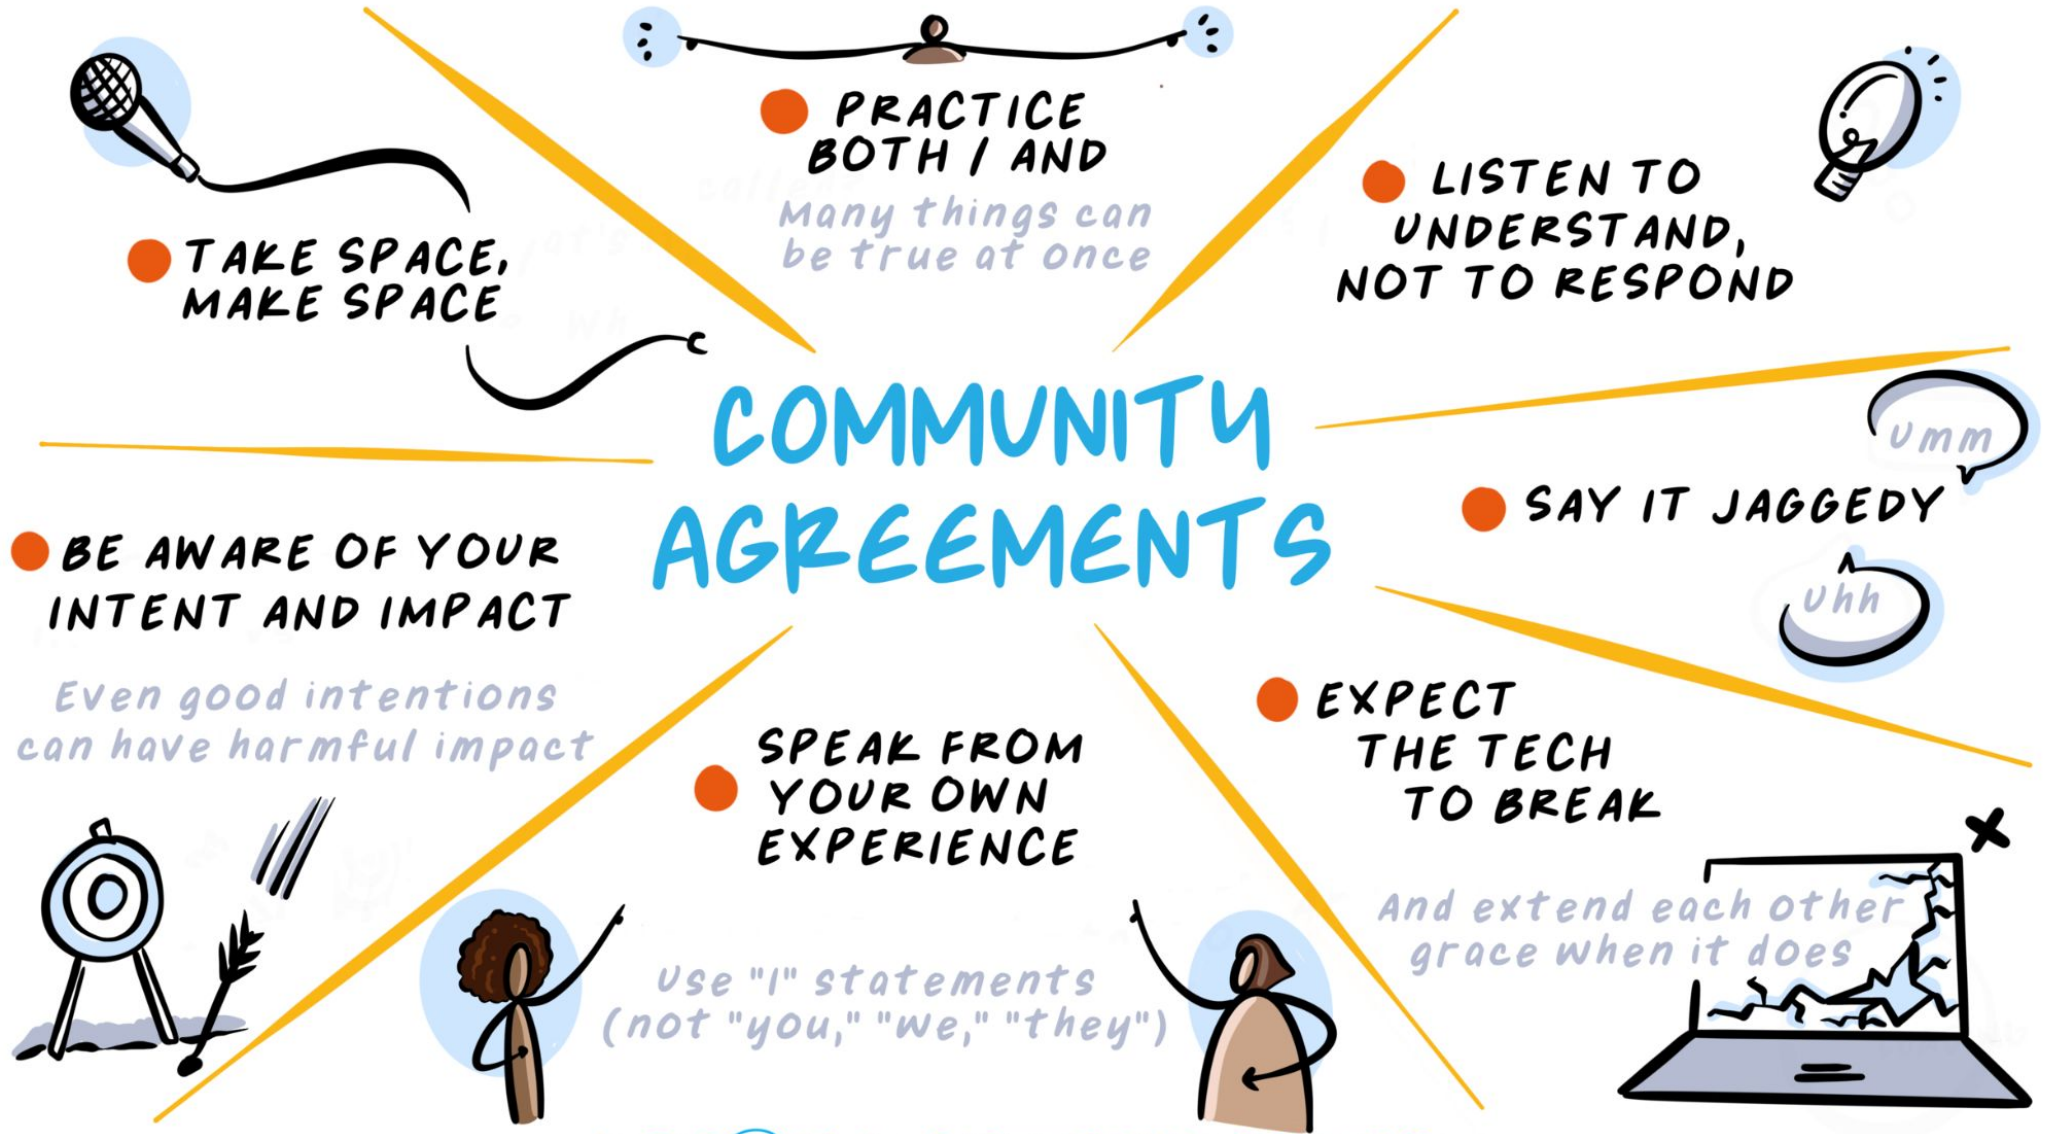 TAKE SPACE,
MAKE SPACE
PRACTICE
BOTH / AND
Many things can
be true at once
LISTEN TO
UNDERSTAND,
NOT TO RESPOND
COMMUNITY
AGREEMENTS
umm
SAY IT JAGGEDY
uhh
BE AWARE OF YOUR
INTENT AND IMPACT
Even good intentions
can have harmful impact
SPEAK FROM
YOUR OWN
EXPERIENCE
Use "I" statements
(not "you," "we," "they")
EXPECT
THE TECH
TO BREAK
And extend each other
grace when it does